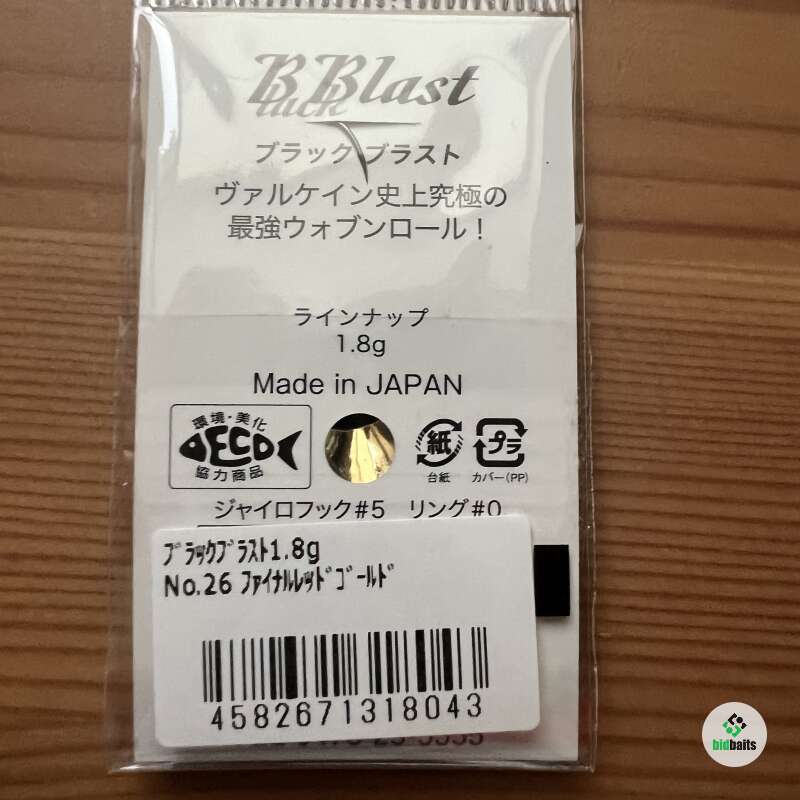 B Blast
luck
ブラック ブラスト
ヴァルケイン史上究極の
最強ウォブンロール！
ラインナップ
1.8g
Made in JAPAN
環境・美化
ECO
協力商品
紙
台紙
プラ
カバー(PP)
ジャイロフック#5 リング#0
ﾌﾞﾗｯｸﾌﾞﾗｽﾄ1.8g
No.26 ﾌｧｲﾅﾙﾚｯﾄﾞｺﾞｰﾙﾄﾞ
4582671318043
bidbaits